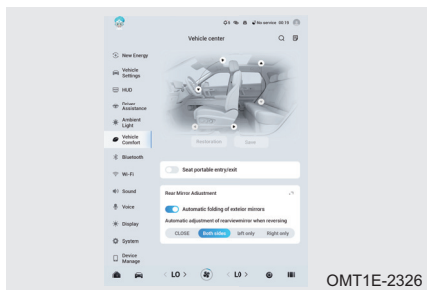 No service 00:19
Vehicle center
New Energy
Vehicle
Settings
HUD
Driver
Assistance
Ambient
Light
Vehicle
Comfort
Bluetooth
Wi-Fi
Sound
Voice
Display
System
Device
Manage
Restoration
Save
Seat portable entry/exit
Rear Mirror Adjustment
Automatic folding of exterior mirrors
Automatic adjustment of rearviewmirror when reversing
CLOSE
Both sides
left only
Right only
LO
LO
OMT1E-2326